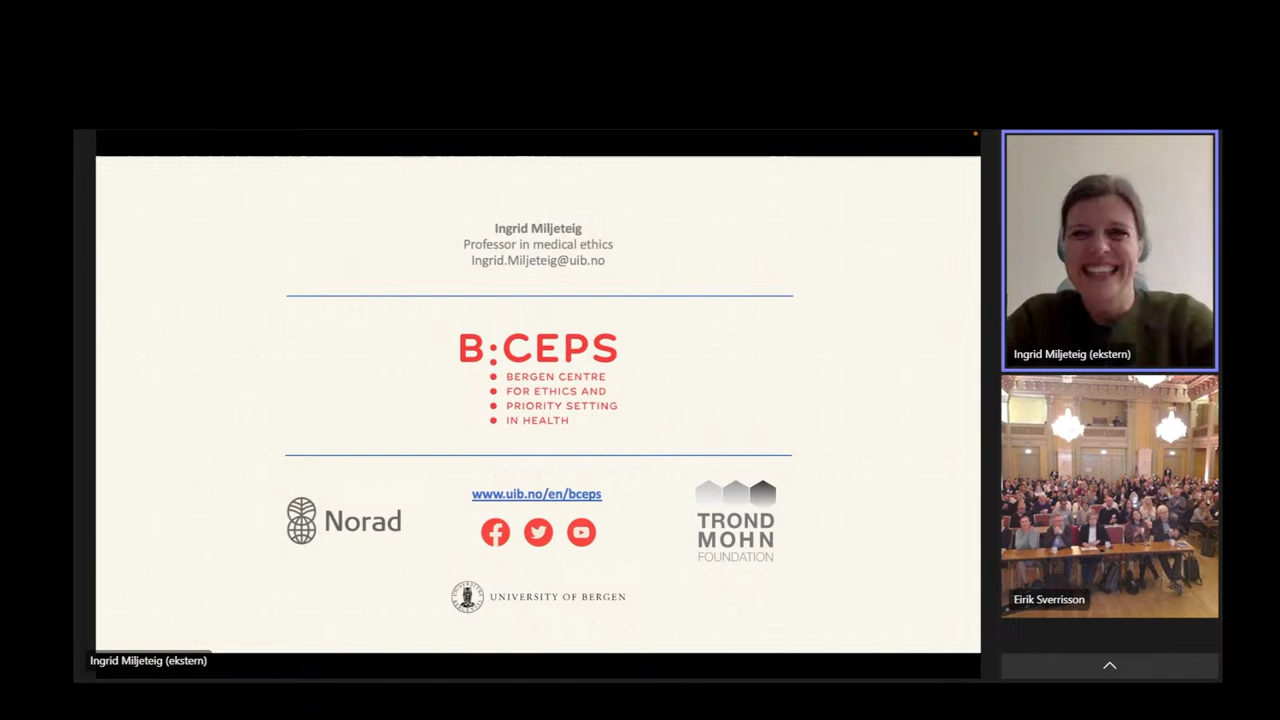 Ingrid Miljeteig
Professor in medical ethics
Ingrid.Miljeteig@uib.no
B:CEPS
BERGEN CENTRE
FOR ETHICS AND
PRIORITY SETTING
IN HEALTH
www.uib.no/en/bceps
Norad
TROND
MOHN
FOUNDATION
UNIVERSITY OF BERGEN
Ingrid Miljeteig (ekstern)
Ingrid Miljeteig (ekstern)
Eirik Sverrisson